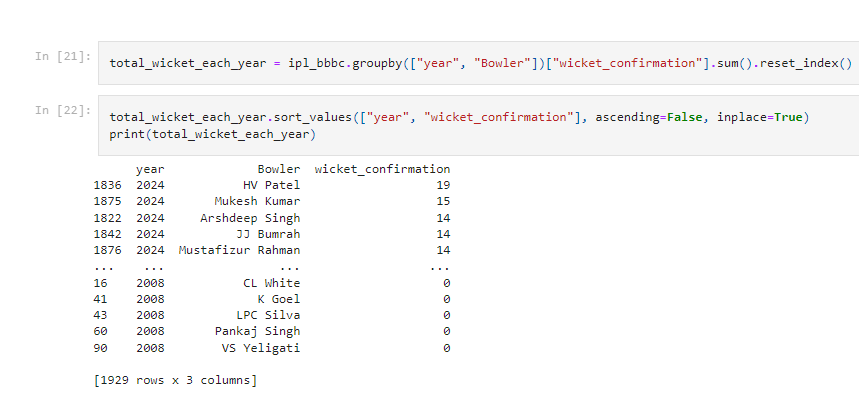 In [21]: total_wicket_each_year = ipl_bbbc.groupby(["year", "Bowler"])["wicket_confirmation"].sum().reset_index()
In [22]: total_wicket_each_year.sort_values(["year", "wicket_confirmation"], ascending=False, inplace=True)
print(total_wicket_each_year)
year Bowler wicket_confirmation
1836 2024 HV Patel 19
1875 2024 Mukesh Kumar 15
1822 2024 Arshdeep Singh 14
1842 2024 JJ Bumrah 14
1876 2024 Mustafizur Rahman 14
... ... ... ...
16 2008 CL White 0
41 2008 K Goel 0
43 2008 LPC Silva 0
60 2008 Pankaj Singh 0
90 2008 VS Yeligati 0
[1929 rows x 3 columns]